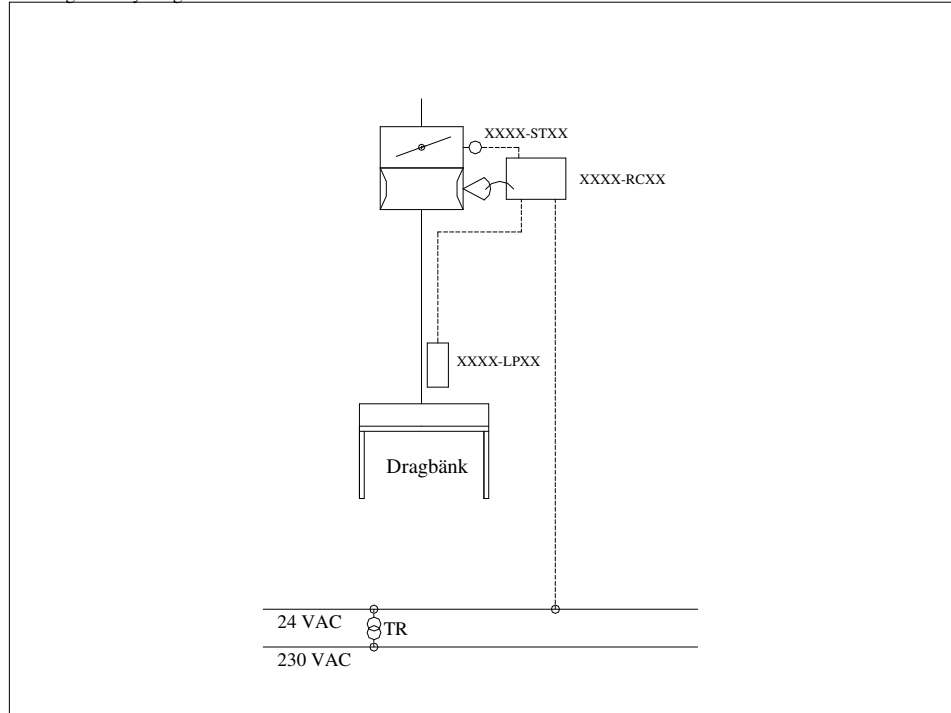 XXXX-STXX
XXXX-RCXX
XXXX-LPXX
Dragbänk
24 VAC
TR
230 VAC